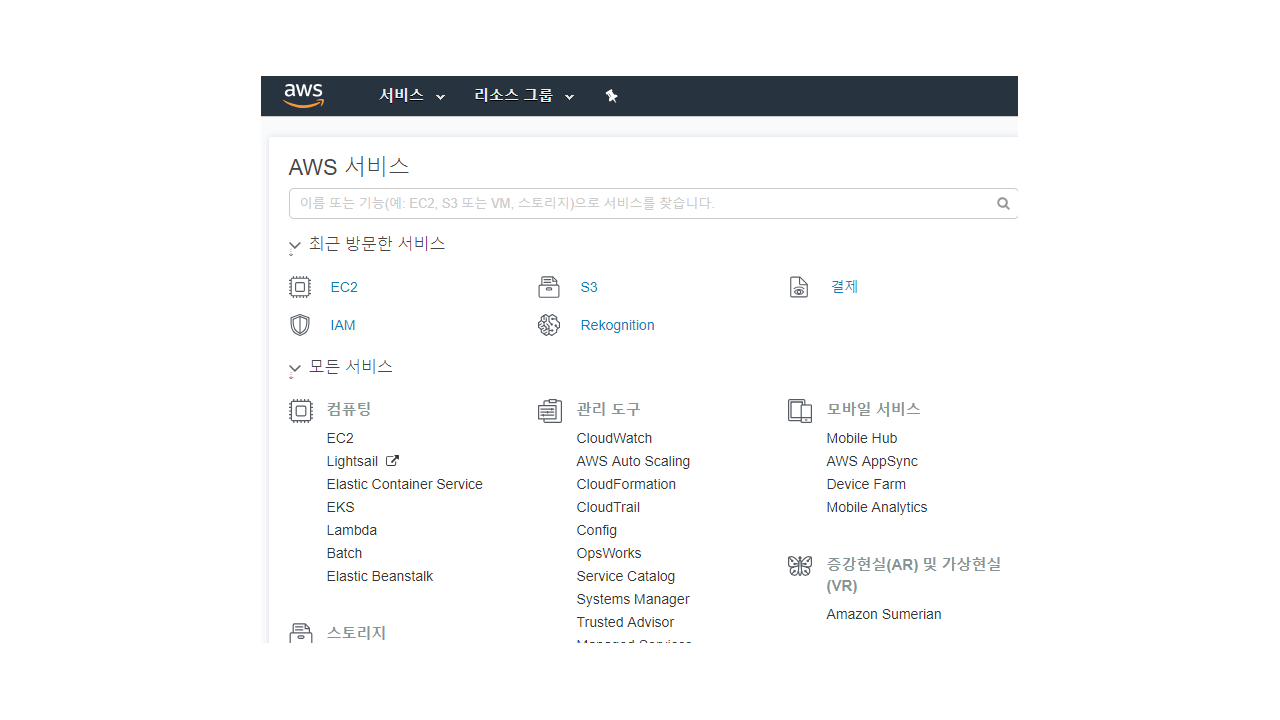 aws 서비스 리소스 그룹
AWS 서비스
이름 또는 기능(예: EC2, S3 또는 VM, 스토리지)으로 서비스를 찾습니다.
최근 방문한 서비스
EC2
S3
결제
IAM
Rekognition
모든 서비스
컴퓨팅
EC2
Lightsail
Elastic Container Service
EKS
Lambda
Batch
Elastic Beanstalk
스토리지
관리 도구
CloudWatch
AWS Auto Scaling
CloudFormation
CloudTrail
Config
OpsWorks
Service Catalog
Systems Manager
Trusted Advisor
Managed Services
모바일 서비스
Mobile Hub
AWS AppSync
Device Farm
Mobile Analytics
증강현실(AR) 및 가상현실
(VR)
Amazon Sumerian